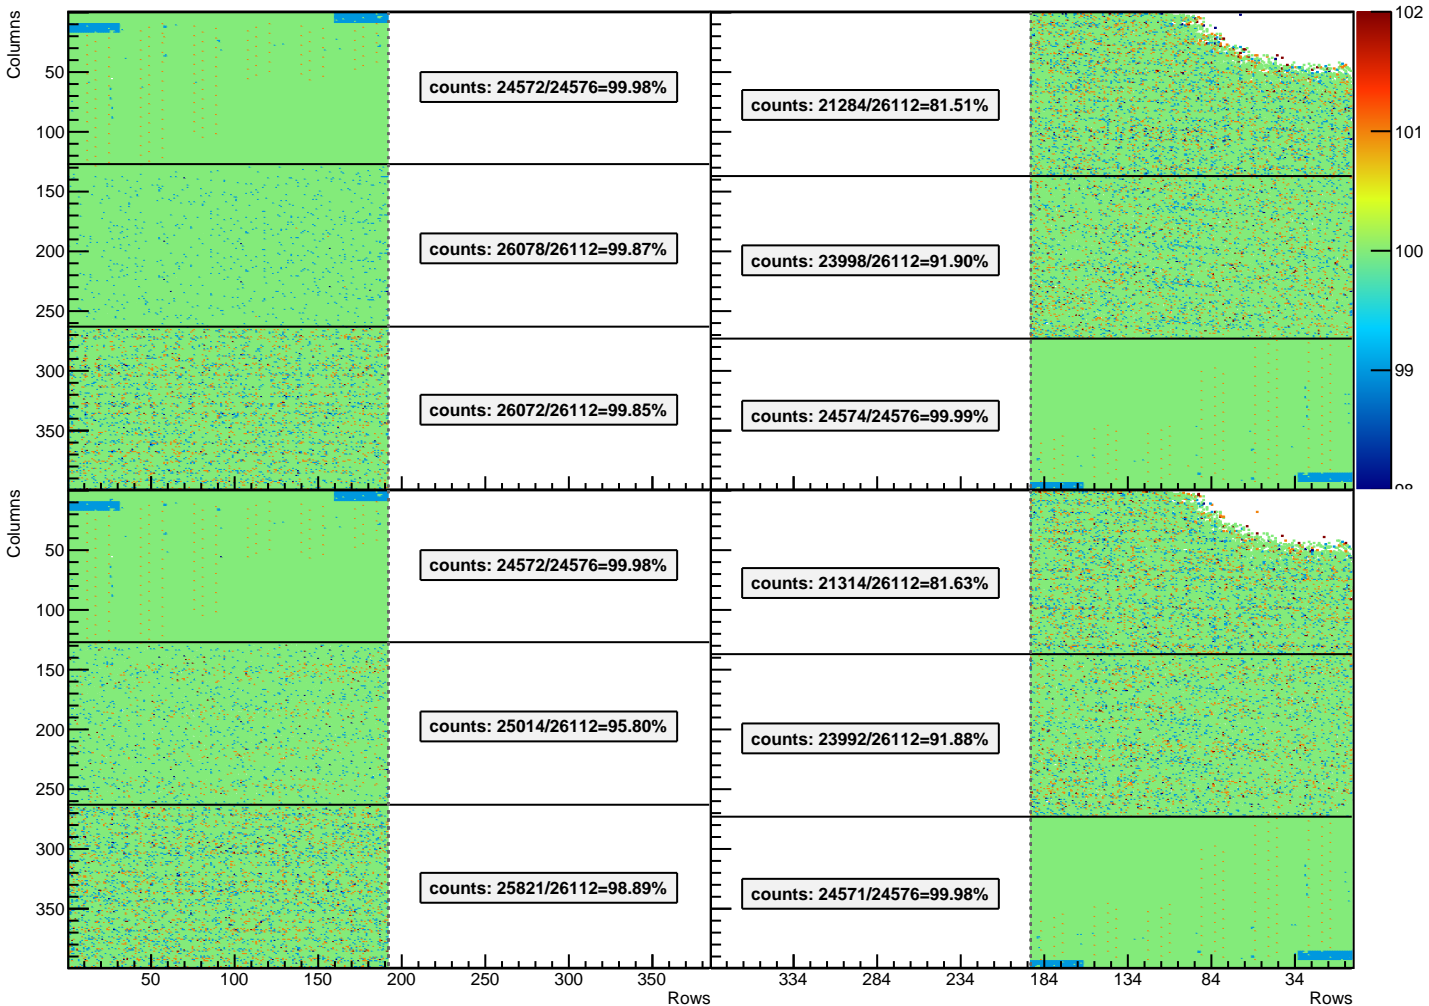 Columns
50
100
150
200
250
300
350
counts: 24572/24576=99.98%
counts: 26078/26112=99.87%
counts: 26072/26112=99.85%
counts: 21284/26112=81.51%
counts: 23998/26112=91.90%
counts: 24574/24576=99.99%
102
101
100
99
Columns
50
100
150
200
250
300
350
counts: 24572/24576=99.98%
counts: 25014/26112=95.80%
counts: 25821/26112=98.89%
counts: 21314/26112=81.63%
counts: 23992/26112=91.88%
counts: 24571/24576=99.98%
50 100 150 200 250 300 350
Rows
334 284 234 184 134 84 34
Rows